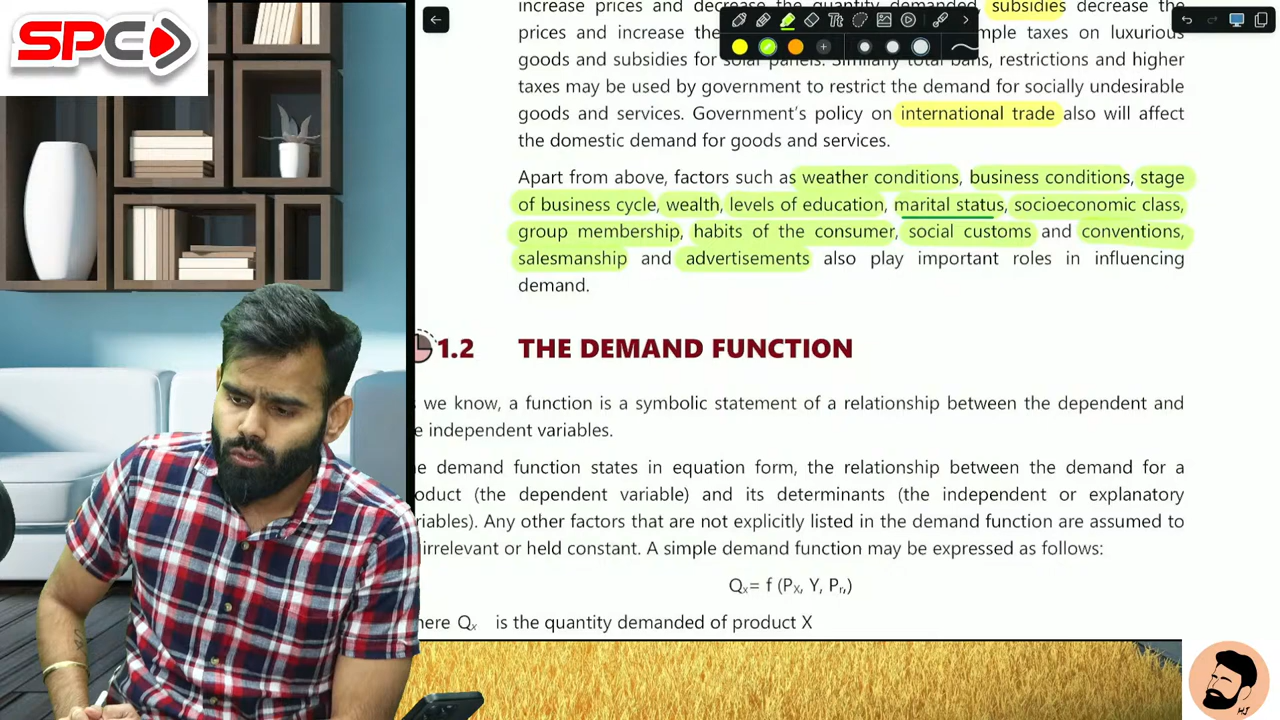 SPC
increase prices and decrease the quantity demanded subsidies decrease the
prices and increase the
taxes on luxurious
goods and subsidies for solar panels. Similarly total bans, restrictions and higher
taxes may be used by government to restrict the demand for socially undesirable
goods and services. Government's policy on international trade also will affect
the domestic demand for goods and services.
Apart from above, factors such as weather conditions, business conditions, stage
of business cycle, wealth, levels of education, marital status, socioeconomic class,
group membership, habits of the consumer, social customs and conventions,
salesmanship and advertisements also play important roles in influencing
demand.
1.2 THE DEMAND FUNCTION
we know, a function is a symbolic statement of a relationship between the dependent and
independent variables.
demand function states in equation form, the relationship between the demand for a
(the dependent variable) and its determinants (the independent or explanatory
Any other factors that are not explicitly listed in the demand function are assumed to
irrelevant or held constant. A simple demand function may be expressed as follows:
Qx= f (PX, Y, Pr,)
Qx is the quantity demanded of product X
HJ